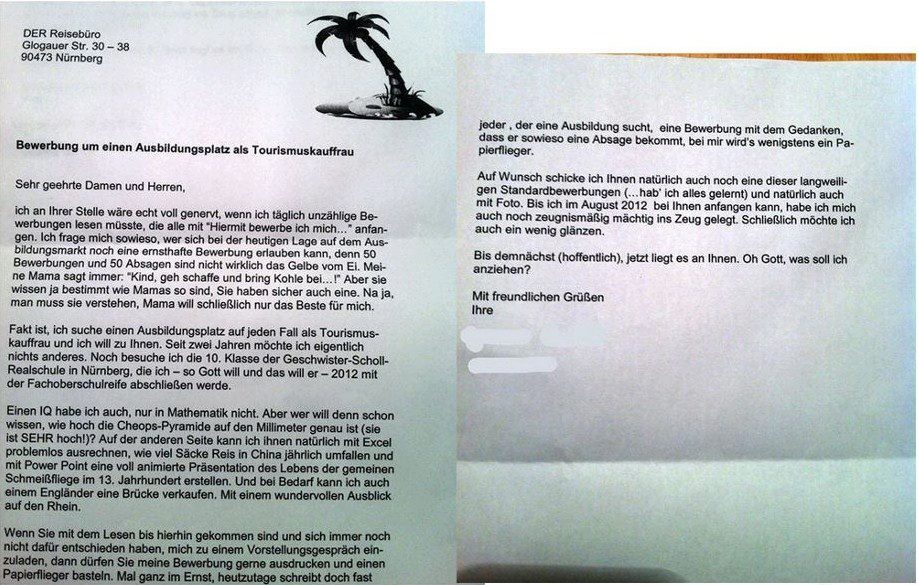 DER Reisebüro
Glogauer Str. 30 – 38
90473 Nürnberg
Bewerbung um einen Ausbildungsplatz als Tourismuskauffrau
Sehr geehrte Damen und Herren,
ich an Ihrer Stelle wäre echt voll genervt, wenn ich täglich unzählige Be-
werbungen lesen müsste, die alle mit "Hiermit bewerbe ich mich…" anfan-
gen. Ich frage mich sowieso, wer sich bei der heutigen Lage auf dem Aus-
bildungsmarkt noch eine ernsthafte Bewerbung erlauben kann, denn 50
Bewerbungen und 50 Absagen sind nicht wirklich das Gelbe vom Ei. Mei-
ne Mama sagt immer: "Kind, geh schaffe und bring Kohle bei…!" Aber sie
wissen ja bestimmt wie Mamas so sind, Sie haben sicher auch eine. Na ja,
man muss sie verstehen, Mama will schließlich nur das Beste für mich.
Fakt ist, ich suche einen Ausbildungsplatz auf jeden Fall als Tourismus-
kauffrau und ich will zu Ihnen. Seit zwei Jahren möchte ich eigentlich
nichts anderes. Noch besuche ich die 10. Klasse der Geschwister-Scholl-
Realschule in Nürnberg, die ich – so Gott will und das will er – 2012 mit
der Fachoberschulreife abschließen werde.
Einen IQ habe ich auch, nur in Mathematik nicht. Aber wer will denn schon
wissen, wie hoch die Cheops-Pyramide auf den Millimeter genau ist (sie
ist SEHR hoch!)? Auf der anderen Seite kann ich ihnen natürlich mit Excel
problemlos ausrechnen, wie viel Säcke Reis in China jährlich umfallen und
mit Power Point eine voll animierte Präsentation des Lebens der gemeinen
Schmeißfliege im 13. Jahrhundert erstellen. Und bei Bedarf kann ich auch
einem Engländer eine Brücke verkaufen. Mit einem wundervollen Ausblick
auf den Rhein.
Wenn Sie mit dem Lesen bis hierhin gekommen sind und sich immer noch
nicht dafür entschieden haben, mich zu einem Vorstellungsgespräch ein-
zuladen, dann dürfen Sie meine Bewerbung gerne ausdrucken und einen
Papierflieger basteln. Mal ganz im Ernst, heutzutage schreibt doch fast
jeder , der eine Ausbildung sucht, eine Bewerbung mit dem Gedanken,
dass er sowieso eine Absage bekommt, bei mir wird's wenigstens ein Pa-
pierflieger.
Auf Wunsch schicke ich Ihnen natürlich auch noch eine dieser langweili-
gen Standardbewerbungen (…hab' ich alles gelernt) und natürlich auch
mit Foto. Bis ich im August 2012 bei Ihnen anfangen kann, habe ich mich
auch noch zeugnismäßig mächtig ins Zeug gelegt. Schließlich möchte ich
auch ein wenig glänzen.
Bis demnächst (hoffentlich), jetzt liegt es an Ihnen. Oh Gott, was soll ich
anziehen?
Mit freundlichen Grüßen
Ihre